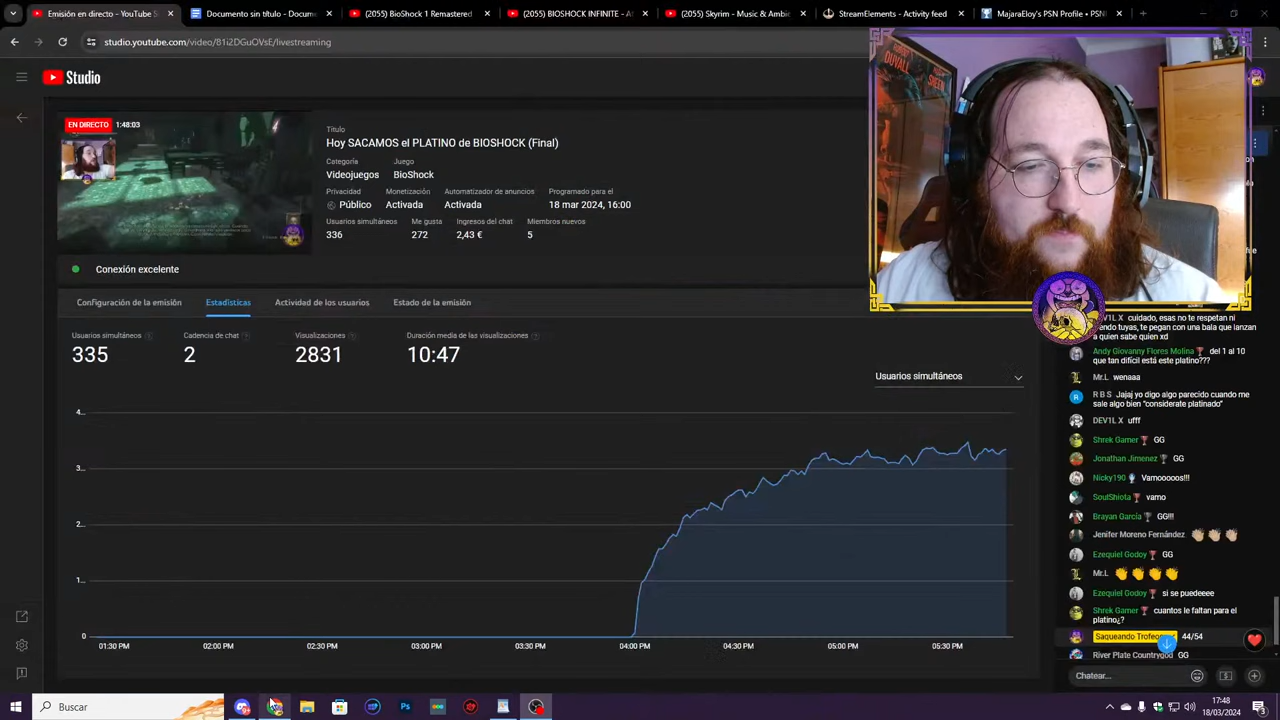 Emisión en directo - YouTube S
Documento sin título - Docume
(2055) BioShock 1 Remastered
(2055) BIOSHOCK INFINITE - A
(2055) Skyrim - Music & Ambi
StreamElements - Activity feed
MajaraEloy's PSN Profile • PSN
studio.youtube.com/video/81i2DGuOVsE/livestreaming
Studio
EN DIRECTO
1:48:03
Título
Hoy SACAMOS el PLATINO de BIOSHOCK (Final)
Categoría
Juego
Videojuegos
BioShock
Privacidad
Monetización
Automatizador de anuncios
Programado para el
Público
Activada
Activada
18 mar 2024, 16:00
Usuarios simultáneos
Me gusta
Ingresos del chat
Miembros nuevos
336
272
2,43 €
5
Conexión excelente
Configuración de la emisión
Estadísticas
Actividad de los usuarios
Estado de la emisión
Usuarios simultáneos
Cadencia de chat
Visualizaciones
Duración media de las visualizaciones
335
2
2831
10:47
Usuarios simultáneos
4...
3...
2...
1...
0
01:30 PM
02:00 PM
02:30 PM
03:00 PM
03:30 PM
04:00 PM
04:30 PM
05:00 PM
05:30 PM
DUVALL
SHEEN
DEV1L X cuidado, esas no te respetan ni
endo tuyas, te pegan con una bala que lanzan
a quien sabe quien xd
Andy Giovanny Flores Molina del 1 al 10
que tan difícil está este platino???
Mr.L wenaaa
R B S Jajaj yo digo algo parecido cuando me
sale algo bien "considerate platinado"
DEV1L X ufff
Shrek Gamer GG
Jonathan Jimenez GG
Nicky190 Vamooooos!!!
SoulShiota vamo
Brayan García GG!!!
Jenifer Moreno Fernández
Ezequiel Godoy GG
Mr.L
Ezequiel Godoy si se puedeeee
Shrek Gamer cuantos le faltan para el
platino¿?
Saqueando Trofeos 44/54
River Plate Countrygod GG
Chatear...
Buscar
17:48
18/03/2024